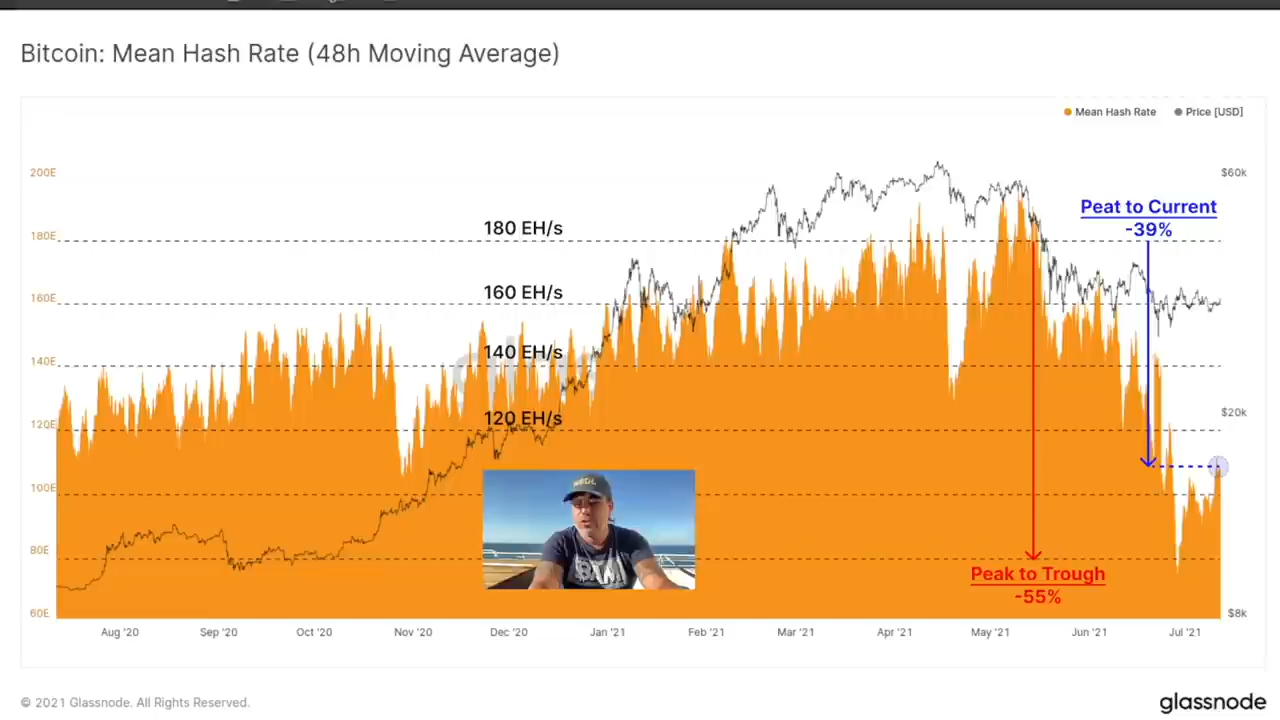 Bitcoin: Mean Hash Rate (48h Moving Average)
Mean Hash Rate
Price [USD]
200E
$60k
Peat to Current
-39%
180 EH/s
180E
160 EH/s
160E
140 EH/s
140E
120 EH/s
120E
$20k
100E
80E
Peak to Trough
-55%
60E
$8k
Aug '20
Sep '20
Oct '20
Nov '20
Dec '20
Jan '21
Feb '21
Mar '21
Apr '21
May '21
Jun '21
Jul '21
© 2021 Glassnode. All Rights Reserved.
glassnode